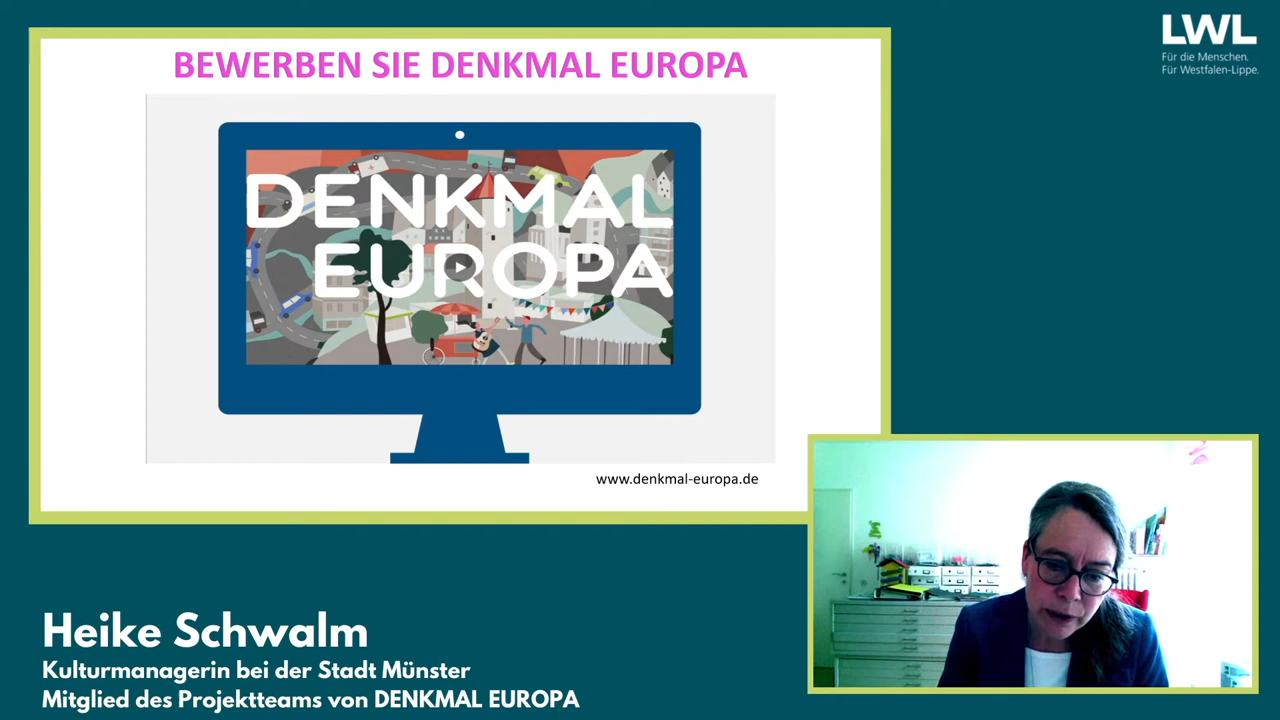 LWL
Für die Menschen.
Für Westfalen-Lippe.
BEWERBEN SIE DENKMAL EUROPA
DENKMAL
EUROPA
www.denkmal-europa.de
Heike Schwalm
Kulturmanagerin bei der Stadt Münster
Mitglied des Projektteams von DENKMAL EUROPA